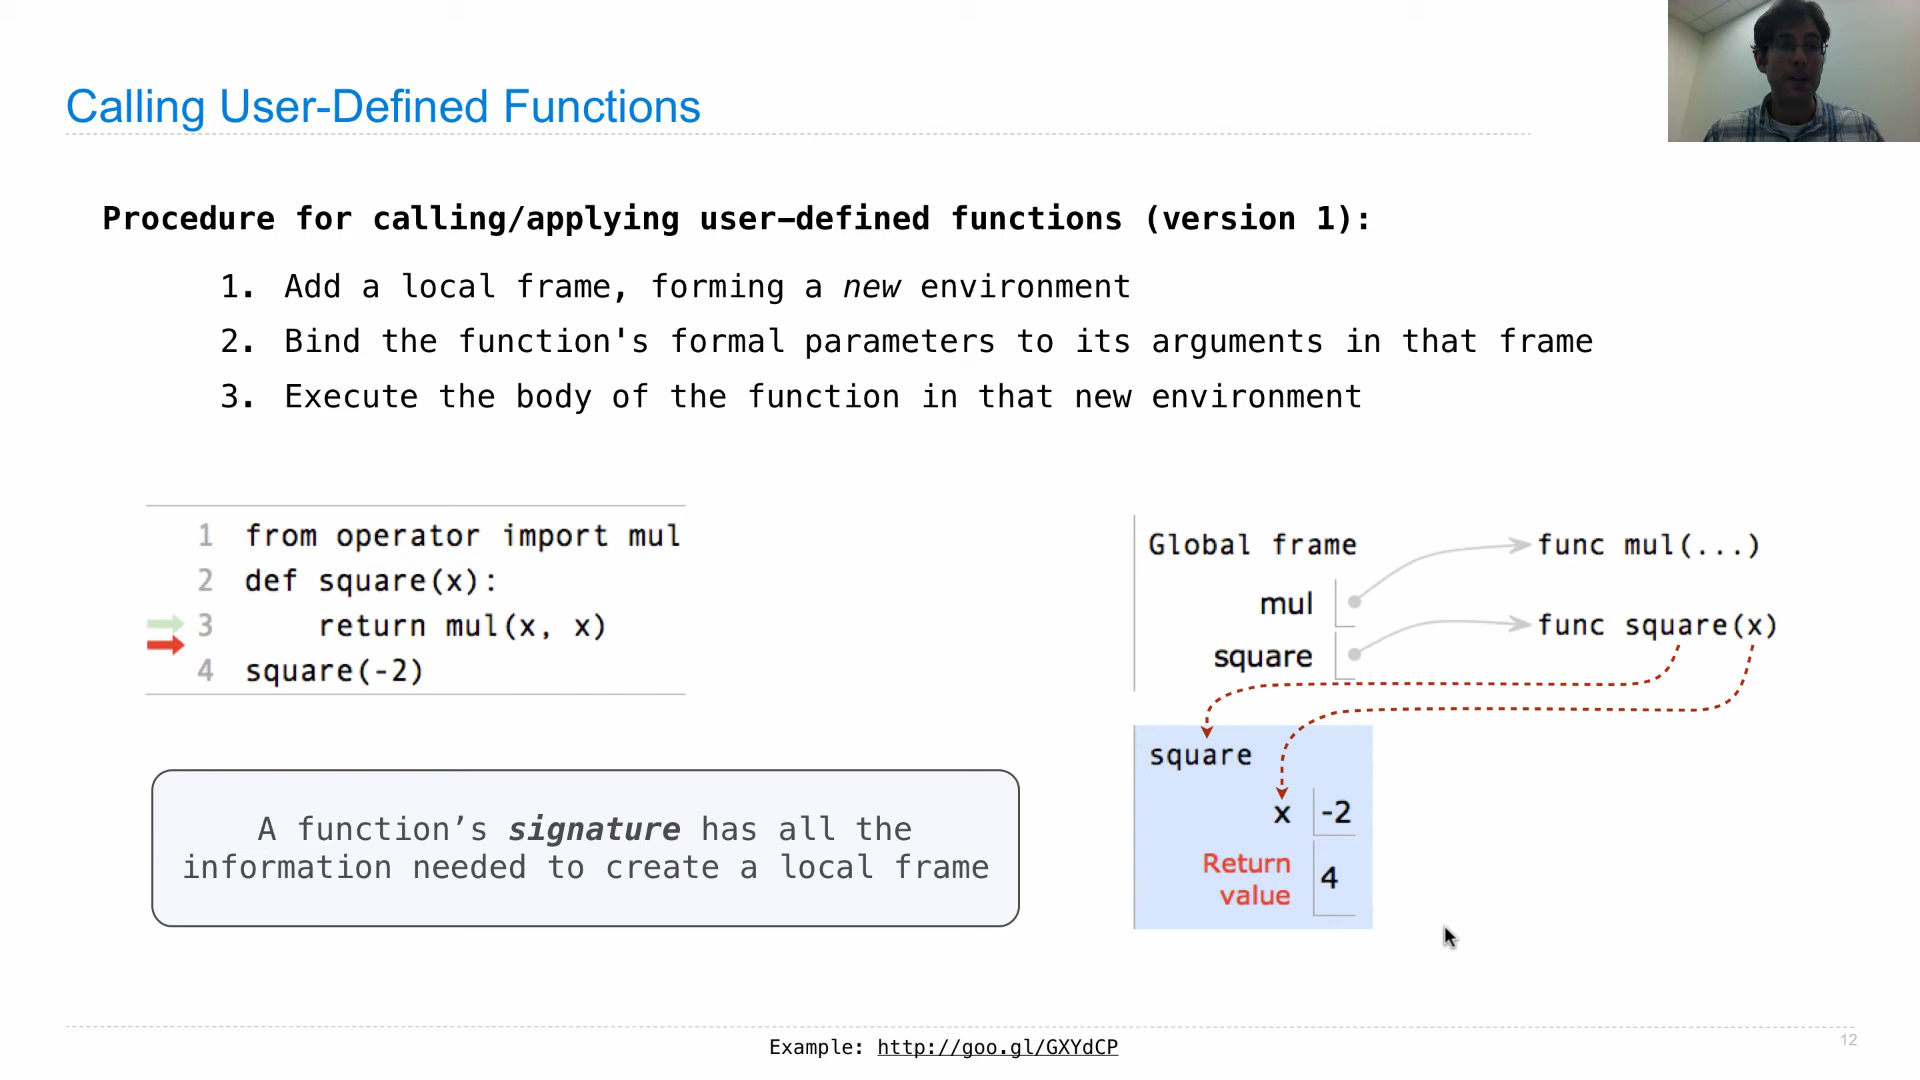 Calling User-Defined Functions
Procedure for calling/applying user-defined functions (version 1):
1. Add a local frame, forming a new environment
2. Bind the function's formal parameters to its arguments in that frame
3. Execute the body of the function in that new environment
1 from operator import mul
2 def square(x):
3     return mul(x, x)
4 square(-2)
A function’s signature has all the
information needed to create a local frame
Global frame
mul
square
func mul(...)
func square(x)
square
x -2
Return
value 4
Example: http://goo.gl/GXYdCP
12